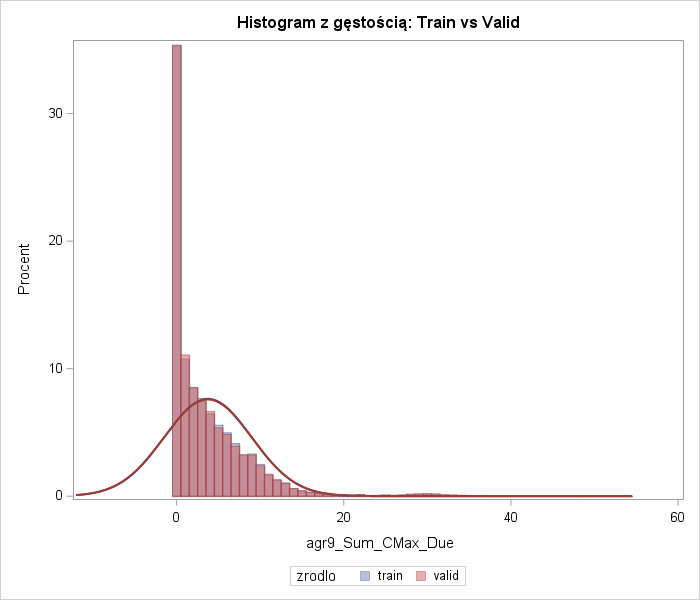 Histogram z gęstością: Train vs Valid
Procent
30
20
10
0
0 20 40 60
agr9_Sum_CMax_Due
zrodlo train valid